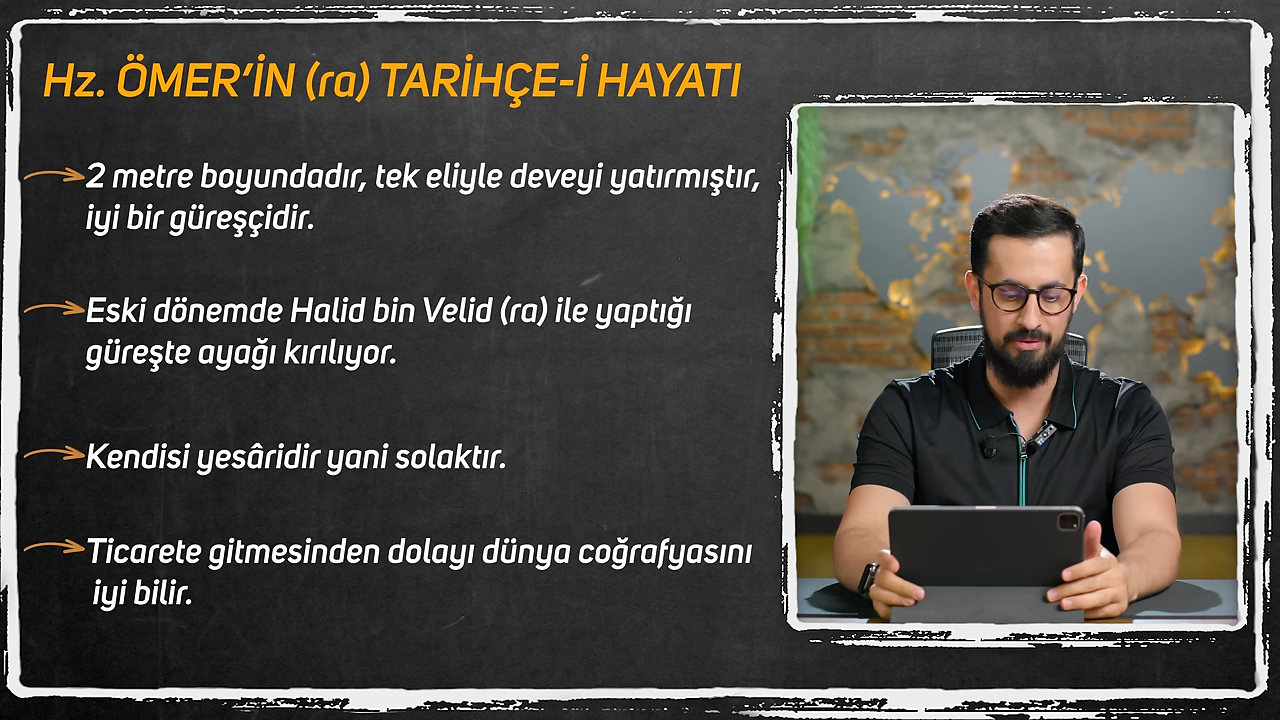 Hz. ÖMER'İN (ra) TARİHÇE-İ HAYATI
2 metre boyundadır, tek eliyle deveyi yatırmıştır,
iyi bir güreşçidir.
Eski dönemde Halid bin Velid (ra) ile yaptığı
güreşte ayağı kırılıyor.
Kendisi yesâridir yani solaktır.
Ticarete gitmesinden dolayı dünya coğrafyasını
iyi bilir.